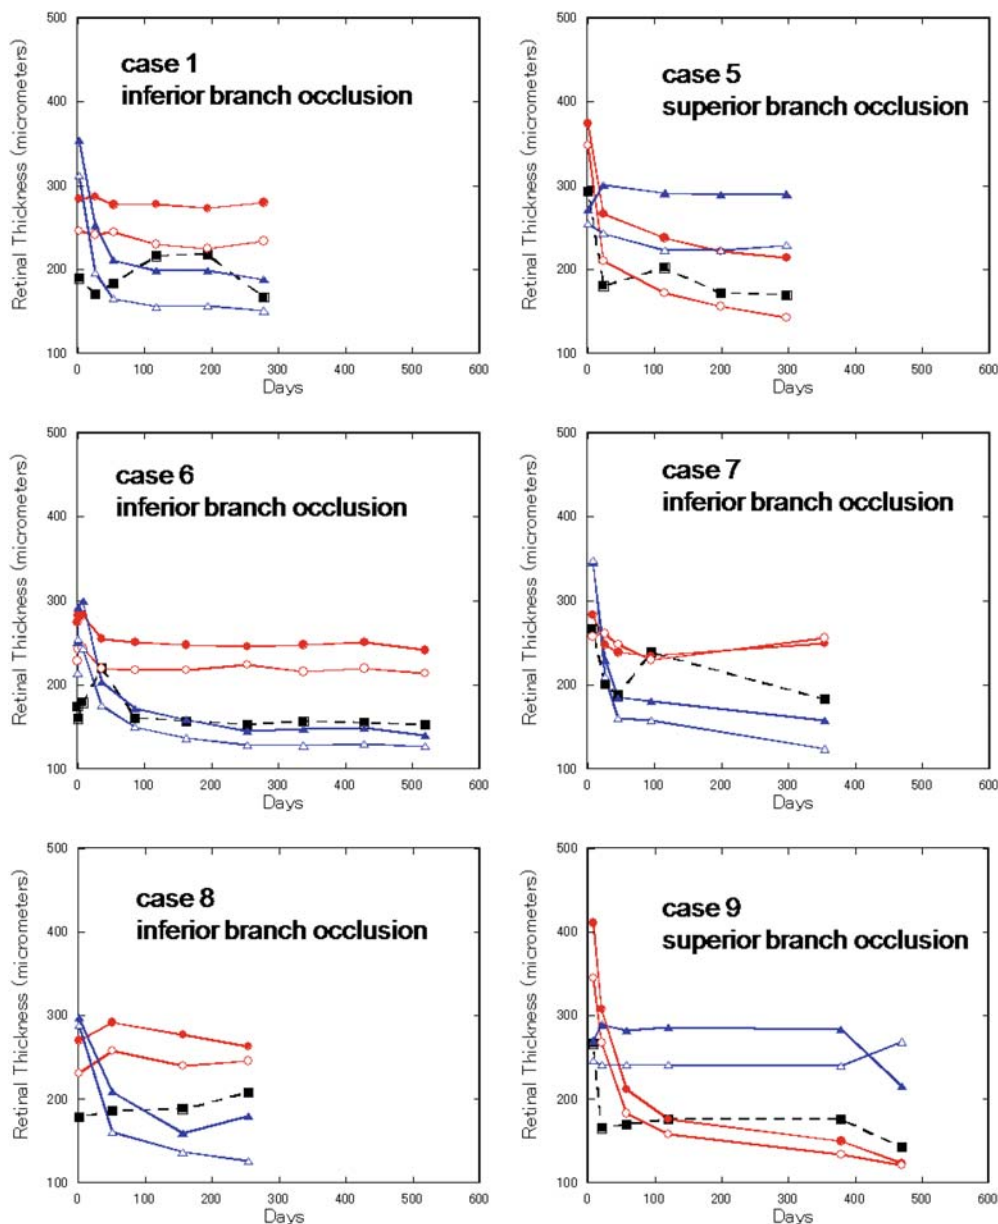 case 1
inferior branch occlusion
Retinal Thickness (micrometers)
500
400
300
200
100
0 100 200 300 400 500 600
Days
case 5
superior branch occlusion
Retinal Thickness (micrometers)
500
400
300
200
100
0 100 200 300 400 500 600
Days
case 6
inferior branch occlusion
Retinal Thickness (micrometers)
500
400
300
200
100
0 100 200 300 400 500 600
Days
case 7
inferior branch occlusion
Retinal Thickness (micrometers)
500
400
300
200
100
0 100 200 300 400 500 600
Days
case 8
inferior branch occlusion
Retinal Thickness (micrometers)
500
400
300
200
100
0 100 200 300 400 500 600
Days
case 9
superior branch occlusion
Retinal Thickness (micrometers)
500
400
300
200
100
0 100 200 300 400 500 600
Days